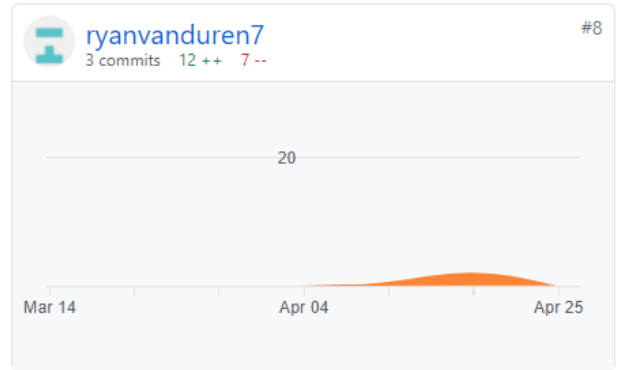 ryanvanduren7
#8
3 commits 12 ++ 7 --
20
Mar 14 Apr 04 Apr 25